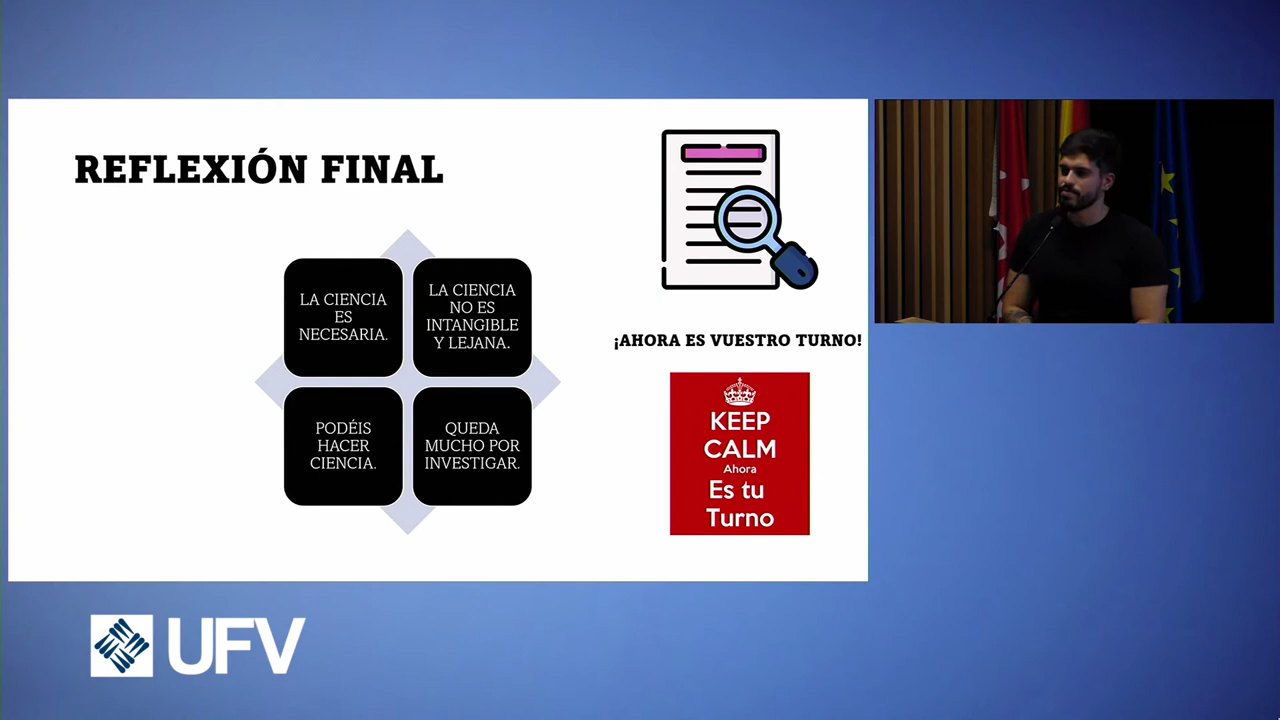 REFLEXIÓN FINAL
LA CIENCIA
ES
NECESARIA.
LA CIENCIA
NO ES
INTANGIBLE
Y LEJANA.
PODÉIS
HACER
CIENCIA.
QUEDA
MUCHO POR
INVESTIGAR.
¡AHORA ES VUESTRO TURNO!
KEEP
CALM
Ahora
Es tu
Turno
UFV